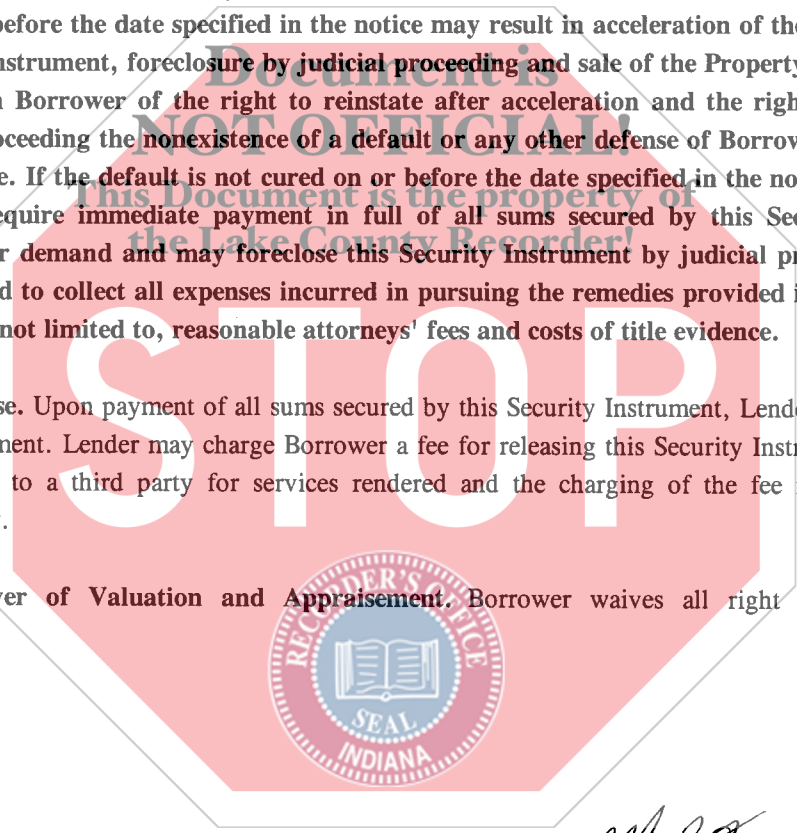 before the date specified in the notice may result in acceleration of the
Document is
nstrument, foreclosure by judicial proceeding and sale of the Property
Borrower of the right to reinstate after acceleration and the righ
NOT OFFICIAL!
oceeding the nonexistence of a default or any other defense of Borrow
e. If the default is not cured on or before the date specified in the no
This Document is the property of
equire immediate payment in full of all sums secured by this Sec
the Lake County Recorder!
r demand and may foreclose this Security Instrument by judicial pr
d to collect all expenses incurred in pursuing the remedies provided i
not limited to, reasonable attorneys' fees and costs of title evidence.
STOP
se. Upon payment of all sums secured by this Security Instrument, Lend
ment. Lender may charge Borrower a fee for releasing this Security Inst
to a third party for services rendered and the charging of the fee
RECORDER'S OFFICE
ver of Valuation and Appraisement. Borrower waives all right
SEAL
INDIANA